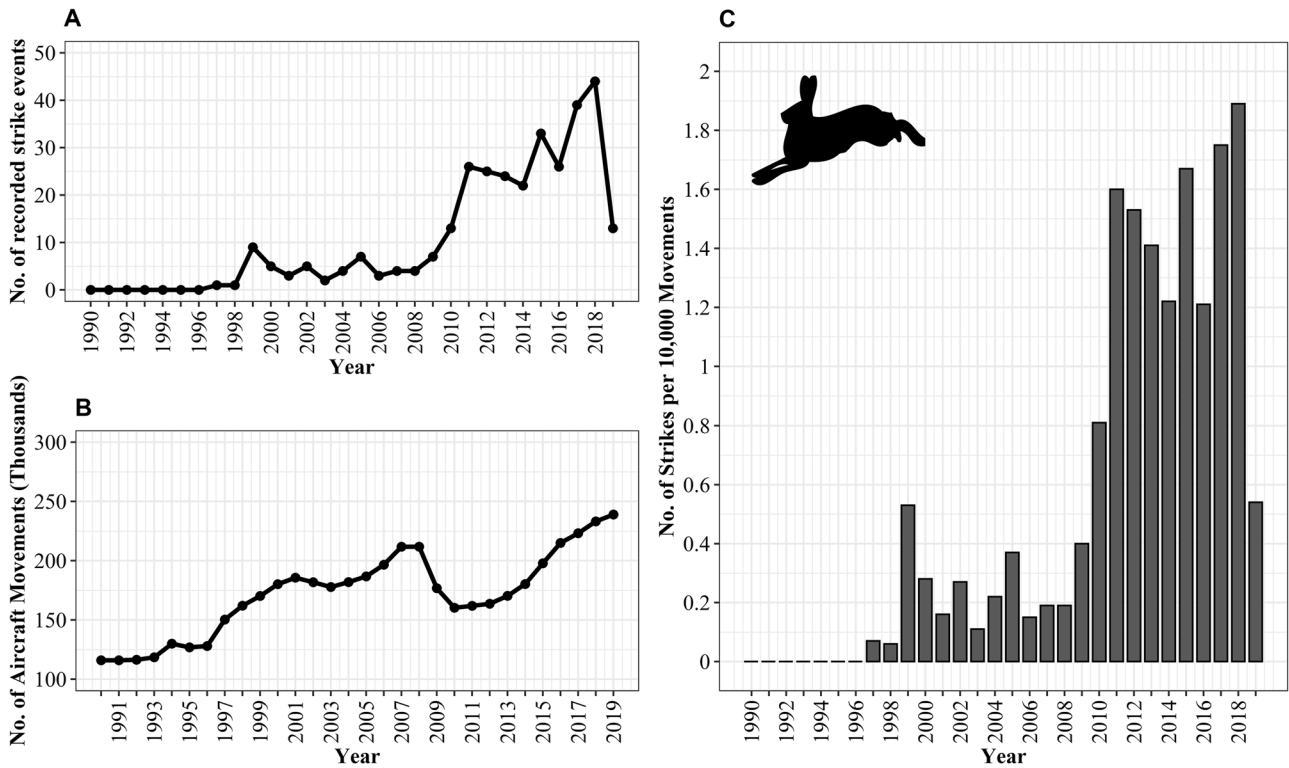 A
No. of recorded strike events
50
40
30
20
10
0
1990 1992 1994 1996 1998 2000 2002 2004 2006 2008 2010 2012 2014 2016 2018
Year
B
No. of Aircraft Movements (Thousands)
300
250
200
150
100
1991 1993 1995 1997 1999 2001 2003 2005 2007 2009 2011 2013 2015 2017 2019
Year
C
No. of Strikes per 10,000 Movements
2
1.8
1.6
1.4
1.2
1
0.8
0.6
0.4
0.2
0
1990 1992 1994 1996 1998 2000 2002 2004 2006 2008 2010 2012 2014 2016 2018
Year